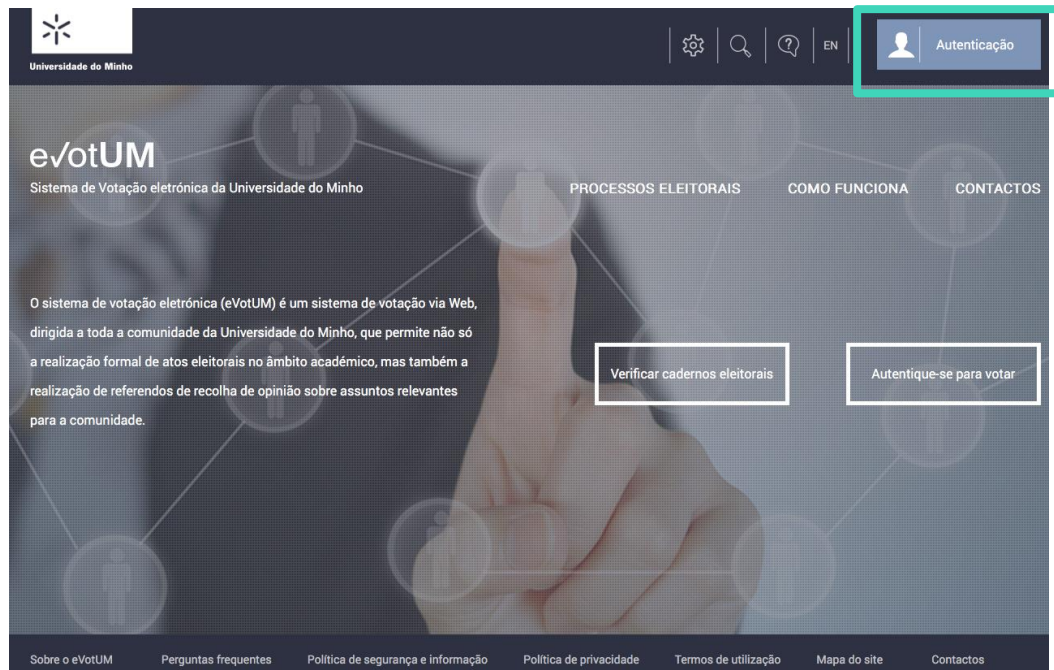 Universidade do Minho
EN
Autenticação
e√otUM
Sistema de Votação eletrónica da Universidade do Minho
PROCESSOS ELEITORAIS
COMO FUNCIONA
CONTACTOS
O sistema de votação eletrónica (eVotUM) é um sistema de votação via Web,
dirigida a toda a comunidade da Universidade do Minho, que permite não só
a realização formal de atos eleitorais no âmbito académico, mas também a
realização de referendos de recolha de opinião sobre assuntos relevantes
para a comunidade.
Verificar cadernos eleitorais
Autentique-se para votar
Sobre o eVotUM
Perguntas frequentes
Política de segurança e informação
Política de privacidade
Termos de utilização
Mapa do site
Contactos